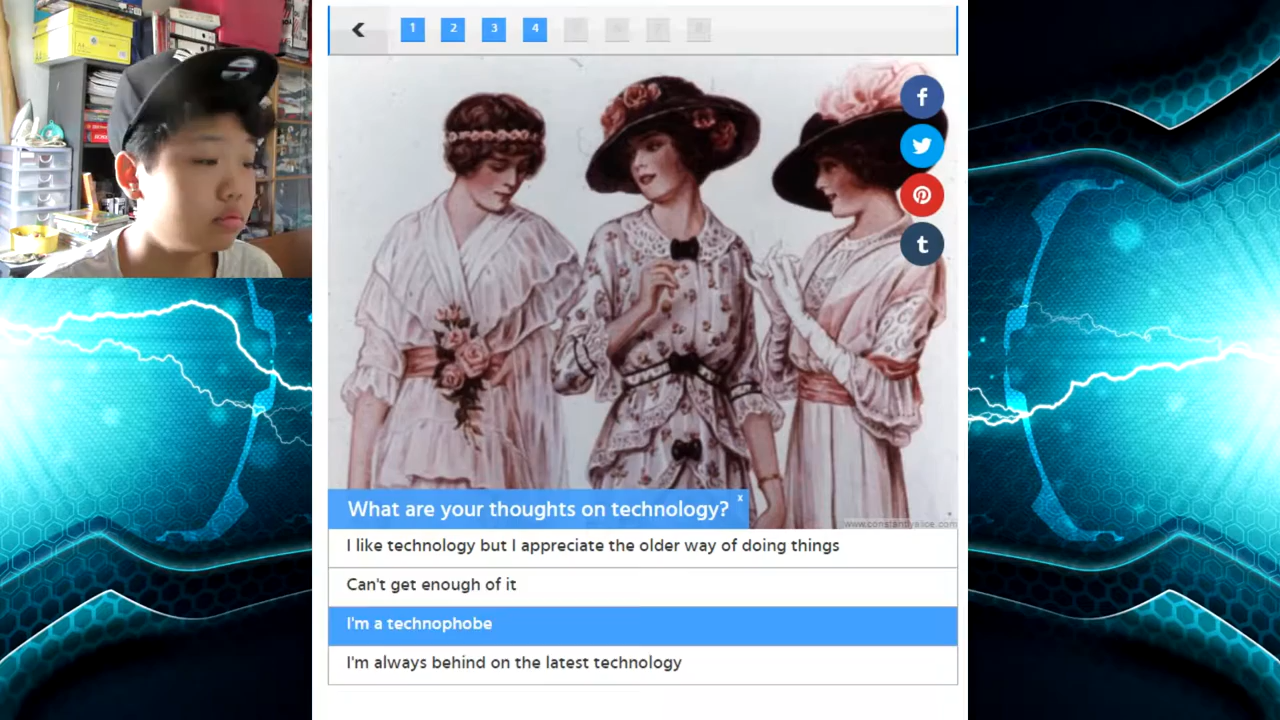 1 2 3 4
f
t
What are your thoughts on technology?
x
www.constantlyalice.com
I like technology but I appreciate the older way of doing things
Can't get enough of it
I'm a technophobe
I'm always behind on the latest technology